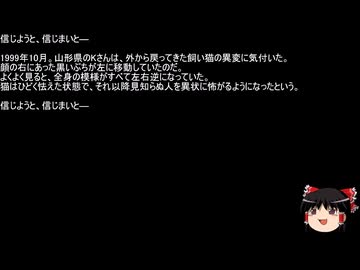 信じようと、信じまいと―
1999年10月。山形県のKさんは、外から戻ってきた飼い猫の異変に気付いた。
顔の右にあった黒いぶちが左に移動していたのだ。
よくよく見ると、全身の模様がすべて左右逆になっていた。
猫はひどく怯えた状態で、それ以降見知らぬ人を異状に怖がるようになったという。
信じようと、信じまいと―